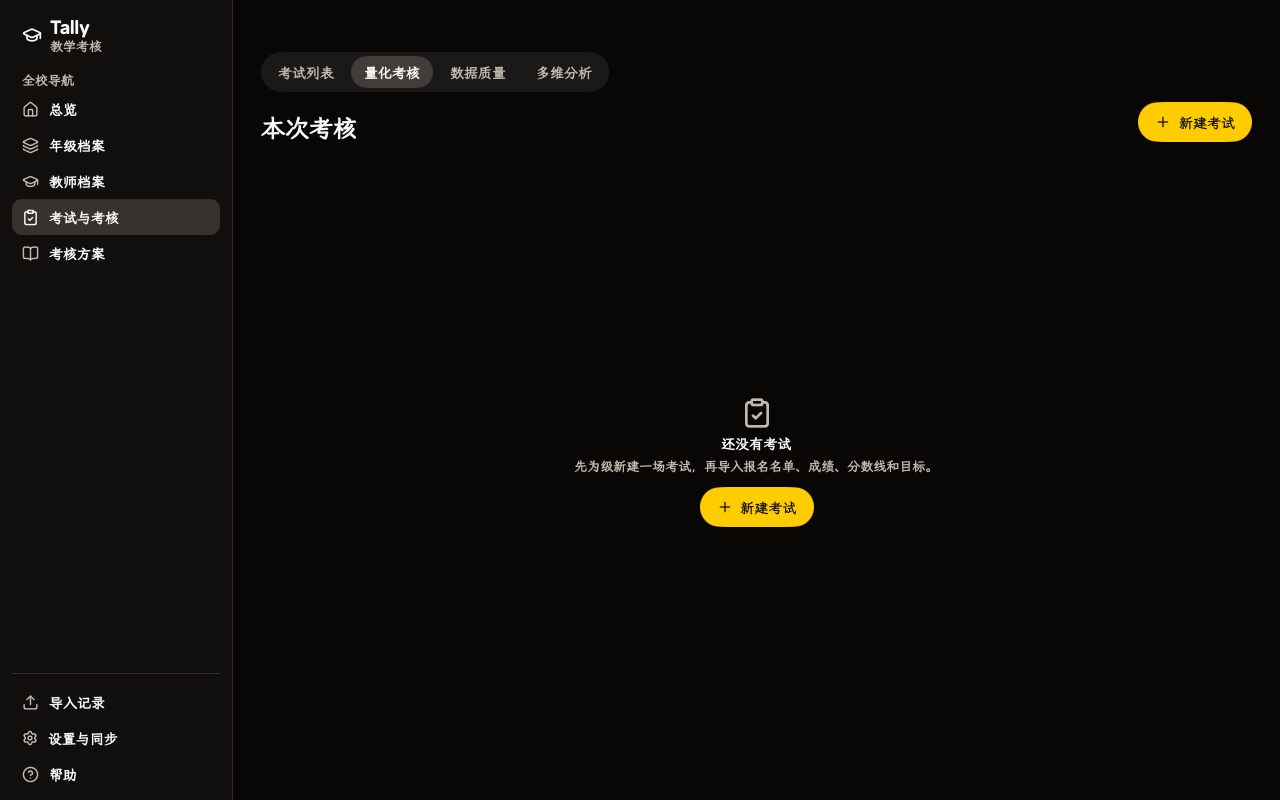 Tally
教学考核
全校导航
总览
年级档案
教师档案
考试与考核
考核方案
导入记录
设置与同步
帮助
考试列表
量化考核
数据质量
多维分析
本次考核
新建考试
还没有考试
先为级新建一场考试，再导入报名名单、成绩、分数线和目标。
新建考试